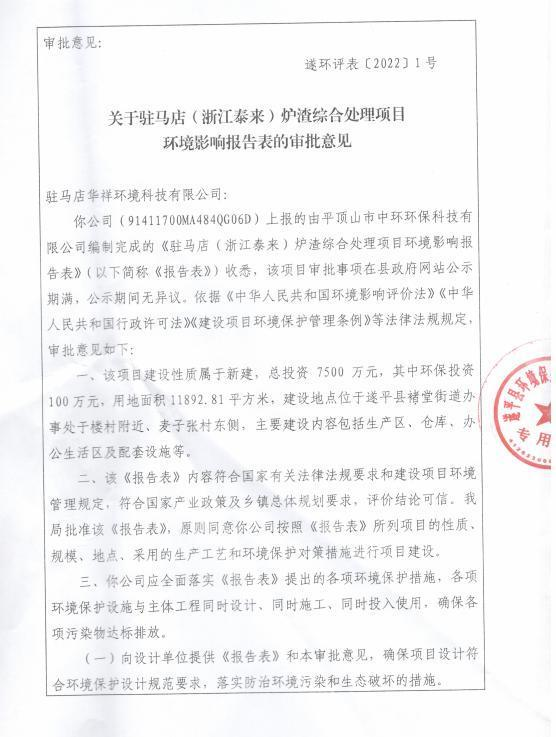 审批意见：
遂环评表〔2022〕1号
关于驻马店（浙江泰来）炉渣综合处理项目
环境影响报告表的审批意见
驻马店华祥环境科技有限公司：
你公司（91411700MA484QG06D）上报的由平顶山市中环环保科技有
限公司编制完成的《驻马店（浙江泰来）炉渣综合处理项目环境影响报
告表》（以下简称《报告表》）收悉，该项目审批事项在县政府网站公示
期满，公示期间无异议。依据《中华人民共和国环境影响评价法》《中华
人民共和国行政许可法》《建设项目环境保护管理条例》等法律法规规定，
审批意见如下：
一、该项目建设性质属于新建，总投资 7500 万元，其中环保投资
100万元，用地面积11892.81平方米，建设地点位于遂平县褚堂街道办
事处于楼村附近、麦子张村东侧，主要建设内容包括生产区、仓库、办
公生活区及配套设施等。
二、该《报告表》内容符合国家有关法律法规要求和建设项目环境
管理规定，符合国家产业政策及乡镇总体规划要求，评价结论可信。我
局批准该《报告表》，原则同意你公司按照《报告表》所列项目的性质、
规模、地点、采用的生产工艺和环境保护对策措施进行项目建设。
三、你公司应全面落实《报告表》提出的各项环境保护措施，各项
环境保护设施与主体工程同时设计、同时施工、同时投入使用，确保各
项污染物达标排放。
（一）向设计单位提供《报告表》和本审批意见，确保项目设计符
合环境保护设计规范要求，落实防治环境污染和生态破坏的措施。
遂平县环境保
专用